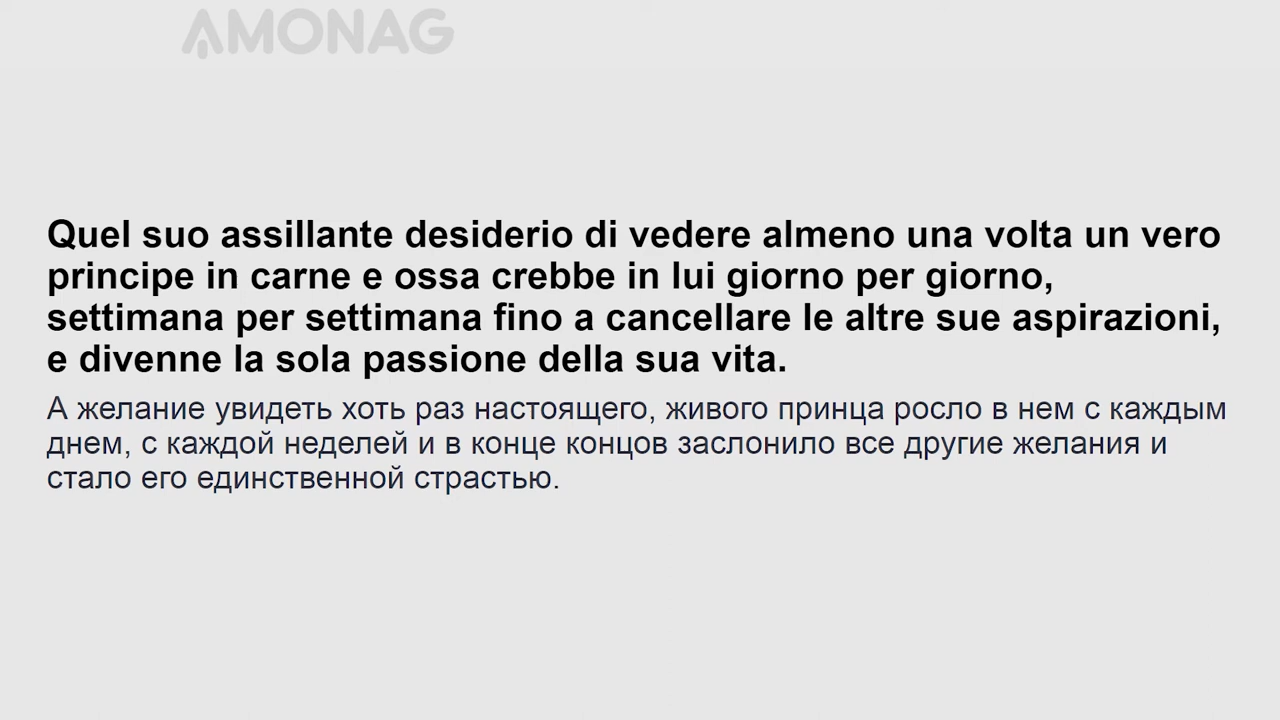 AMONAG
Quel suo assillante desiderio di vedere almeno una volta un vero
principe in carne e ossa crebbe in lui giorno per giorno,
settimana per settimana fino a cancellare le altre sue aspirazioni,
e divenne la sola passione della sua vita.
А желание увидеть хоть раз настоящего, живого принца росло в нем с каждым
днем, с каждой неделей и в конце концов заслонило все другие желания и
стало его единственной страстью.